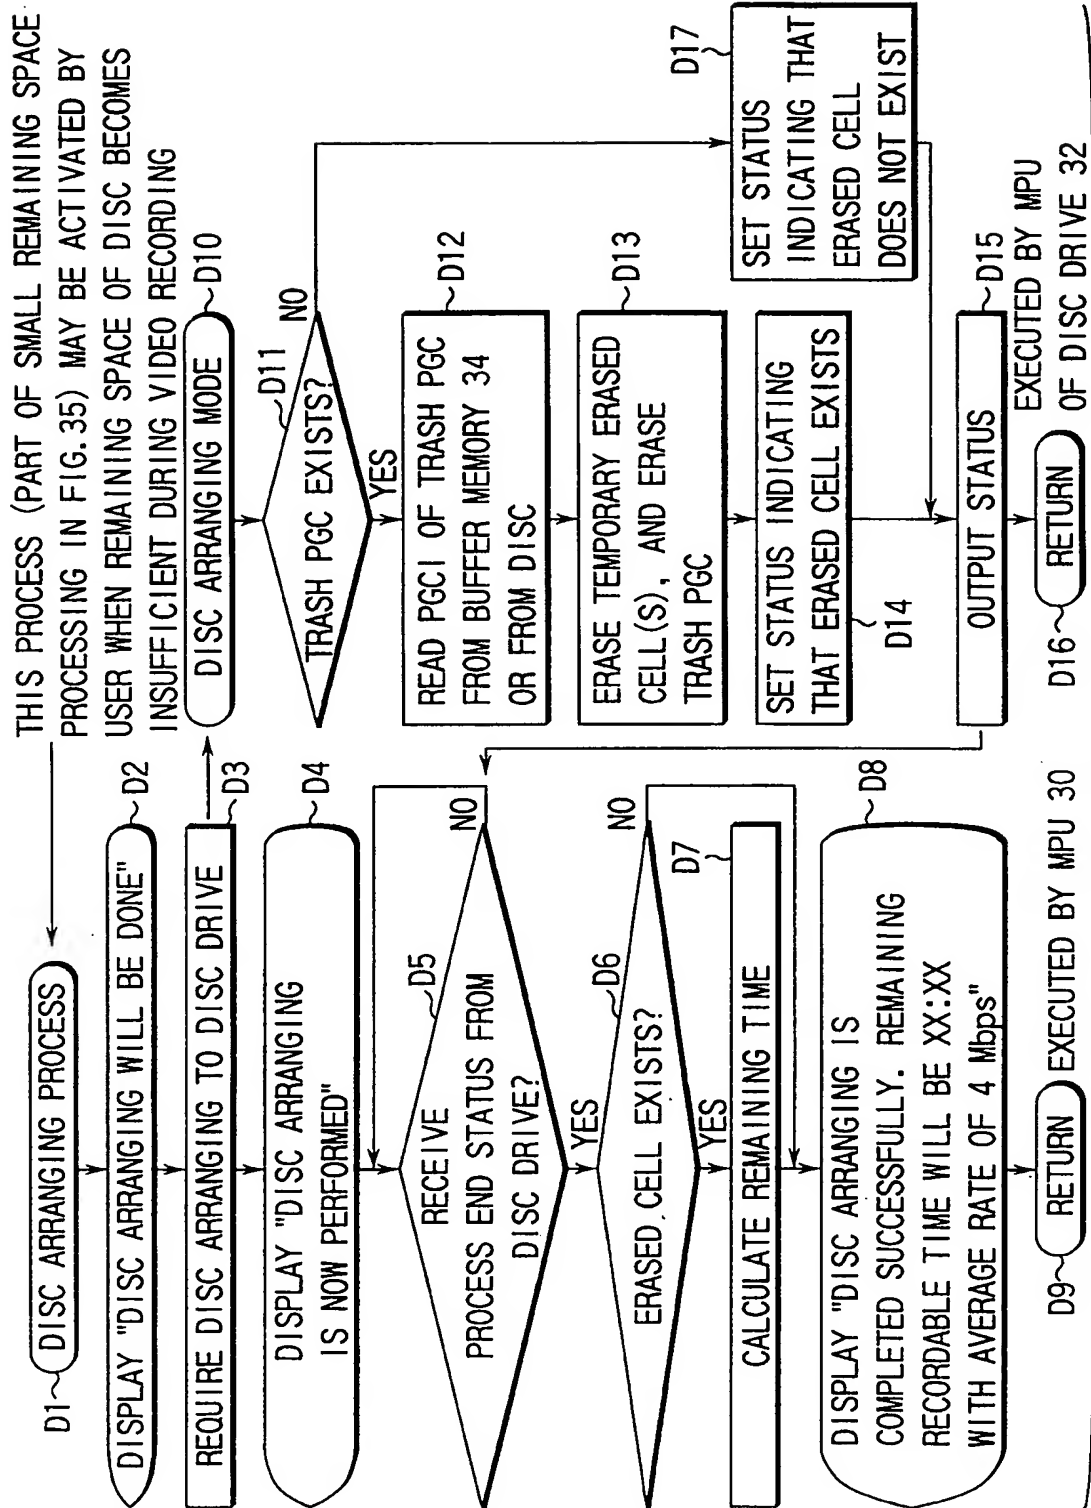 THIS PROCESS (PART OF SMALL REMAINING SPACE
PROCESSING IN FIG.35) MAY BE ACTIVATED BY
USER WHEN REMAINING SPACE OF DISC BECOMES
INSUFFICIENT DURING VIDEO RECORDING
D1
DISC ARRANGING PROCESS
D2
DISPLAY "DISC ARRANGING WILL BE DONE"
D3
REQUIRE DISC ARRANGING TO DISC DRIVE
D4
DISPLAY "DISC ARRANGING
IS NOW PERFORMED"
D5
RECEIVE
PROCESS END STATUS FROM
DISC DRIVE?
NO
YES
D6
ERASED CELL EXISTS?
NO
YES
D7
CALCULATE REMAINING TIME
D8
DISPLAY "DISC ARRANGING IS
COMPLETED SUCCESSFULLY. REMAINING
RECORDABLE TIME WILL BE XX:XX
WITH AVERAGE RATE OF 4 Mbps"
D9
RETURN
EXECUTED BY MPU 30
D10
DISC ARRANGING MODE
D11
TRASH PGC EXISTS?
NO
YES
D12
READ PGCI OF TRASH PGC
FROM BUFFER MEMORY 34
OR FROM DISC
D13
ERASE TEMPORARY ERASED
CELL(S), AND ERASE
TRASH PGC
SET STATUS INDICATING
THAT ERASED CELL EXISTS
D14
D17
SET STATUS
INDICATING THAT
ERASED CELL
DOES NOT EXIST
D15
OUTPUT STATUS
D16
RETURN
EXECUTED BY MPU
OF DISC DRIVE 32